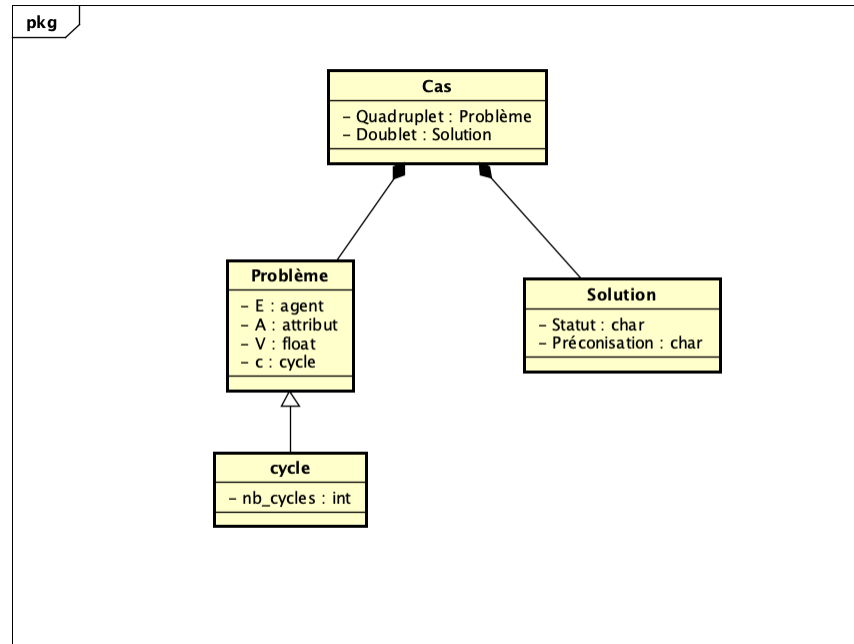 pkg
Cas
– Quadruplet : Problème
– Doublet : Solution
Problème
– E : agent
– A : attribut
– V : float
– c : cycle
Solution
– Statut : char
– Préconisation : char
cycle
– nb_cycles : int